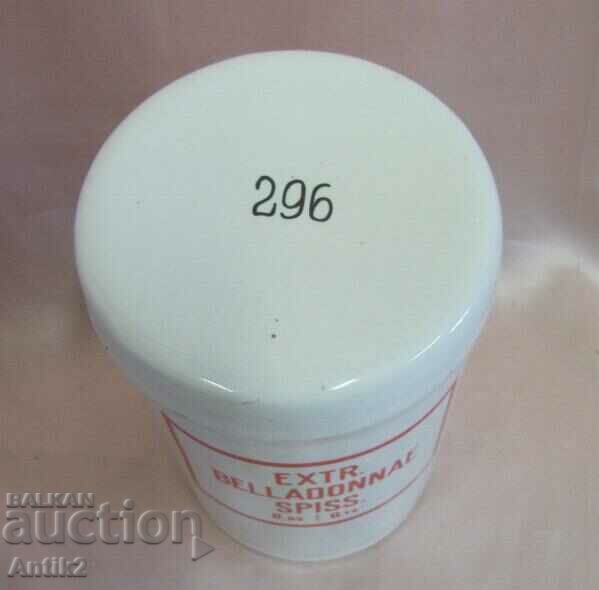 296
EXTR.
BELLADONNAE
SPISS.
BALKAN
auction
Antik2